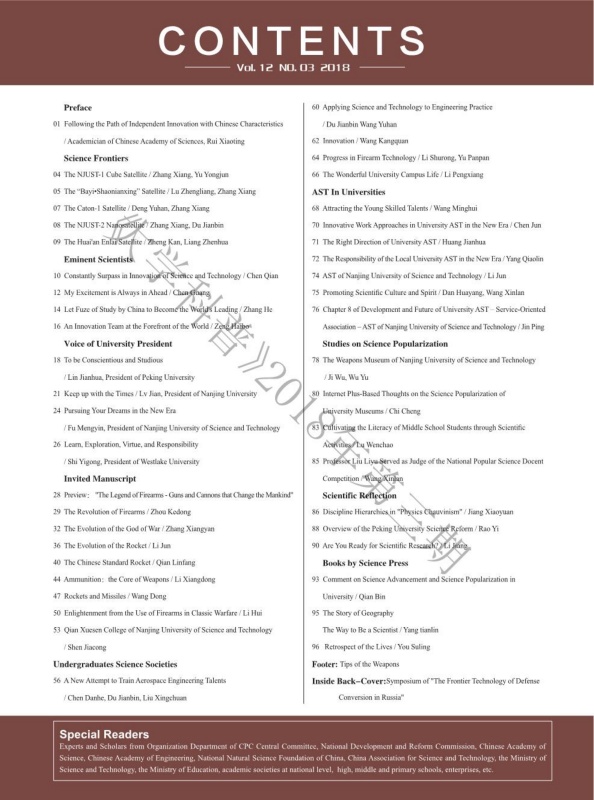 CONTENTS
Vol. 12 NO. 03 2018
Preface
01 Following the Path of Independent Innovation with Chinese Characteristics
/ Academician of Chinese Academy of Sciences, Rui Xiaoting
Science Frontiers
04 The NJUST-1 Cube Satellite / Zhang Xiang, Yu Yongjun
05 The "Bayi•Shaonianxing" Satellite / Lu Zhengliang, Zhang Xiang
07 The Caton-1 Satellite / Deng Yuhan, Zhang Xiang
08 The NJUST-2 Nanosatellite / Zhang Xiang, Du Jianbin
09 The Huai'an Enlai Satellite / Zheng Kan, Liang Zhenhua
Eminent Scientists
10 Constantly Surpass in Innovation of Science and Technology / Chen Qian
12 My Excitement is Always in Ahead / Chen Guang
14 Let Fuze of Study by China to Become the World's Leading / Zhang He
16 An Innovation Team at the Forefront of the World / Zeng Haibo
Voice of University President
18 To be Conscientious and Studious
/ Lin Jianhua, President of Peking University
21 Keep up with the Times / Lv Jian, President of Nanjing University
24 Pursuing Your Dreams in the New Era
/ Fu Mengyin, President of Nanjing University of Science and Technology
26 Learn, Exploration, Virtue, and Responsibility
/ Shi Yigong, President of Westlake University
Invited Manuscript
28 Preview: "The Legend of Firearms - Guns and Cannons that Change the Mankind"
29 The Revolution of Firearms / Zhou Kedong
32 The Evolution of the God of War / Zhang Xiangyan
36 The Evolution of the Rocket / Li Jun
40 The Chinese Standard Rocket / Qian Linfang
44 Ammunition: the Core of Weapons / Li Xiangdong
47 Rockets and Missiles / Wang Dong
50 Enlightenment from the Use of Firearms in Classic Warfare / Li Hui
53 Qian Xuesen College of Nanjing University of Science and Technology
/ Shen Jiacong
Undergraduates Science Societies
56 A New Attempt to Train Aerospace Engineering Talents
/ Chen Danhe, Du Jianbin, Liu Xingchuan
60 Applying Science and Technology to Engineering Practice
/ Du Jianbin Wang Yuhan
62 Innovation / Wang Kangquan
64 Progress in Firearm Technology / Li Shurong, Yu Panpan
66 The Wonderful University Campus Life / Li Pengxiang
AST In Universities
68 Attracting the Young Skilled Talents / Wang Minghui
70 Innovative Work Approaches in University AST in the New Era / Chen Jun
71 The Right Direction of University AST / Huang Jianhua
72 The Responsibility of the Local University AST in the New Era / Yang Qiaolin
74 AST of Nanjing University of Science and Technology / Li Jun
75 Promoting Scientific Culture and Spirit / Dan Huayang, Wang Xinlan
76 Chapter 8 of Development and Future of University AST – Service-Oriented
Association – AST of Nanjing University of Science and Technology / Jin Ping
Studies on Science Popularization
78 The Weapons Museum of Nanjing University of Science and Technology
/ Ji Wu, Wu Yu
80 Internet Plus-Based Thoughts on the Science Popularization of
University Museums / Chi Cheng
83 Cultivating the Literacy of Middle School Students through Scientific
Activities / Lu Wenchao
85 Professor Liu Liya Served as Judge of the National Popular Science Docent
Competition / Wang Xinlan
Scientific Reflection
86 Discipline Hierarchies in "Physics Chauvinism" / Jiang Xiaoyuan
88 Overview of the Peking University Science Reform / Rao Yi
90 Are You Ready for Scientific Research? / Li Jiang
Books by Science Press
93 Comment on Science Advancement and Science Popularization in
University / Qian Bin
95 The Story of Geography
The Way to Be a Scientist / Yang tianlin
96 Retrospect of the Lives / You Suling
Footer: Tips of the Weapons
Inside Back-Cover:Symposium of "The Frontier Technology of Defense
Conversion in Russia"
《大学科普》2018年第三期
Special Readers
Experts and Scholars from Organization Department of CPC Central Committee, National Development and Reform Commission, Chinese Academy of
Science, Chinese Academy of Engineering, National Natural Science Foundation of China, China Association for Science and Technology, the Ministry of
Science and Technology, the Ministry of Education, academic societies at national level, high, middle and primary schools, enterprises, etc.